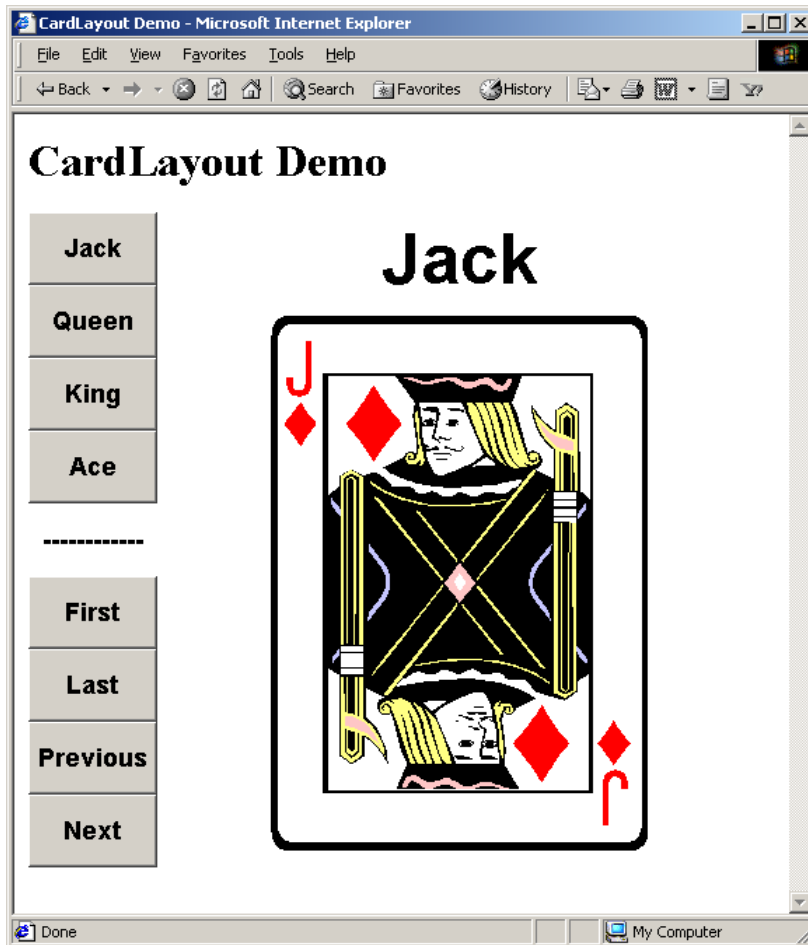 CardLayout Demo - Microsoft Internet Explorer
File Edit View Favorites Tools Help
Back Search Favorites History
CardLayout Demo
Jack
Queen
King
Ace
------------
First
Last
Previous
Next
Jack
J
J
Done
My Computer